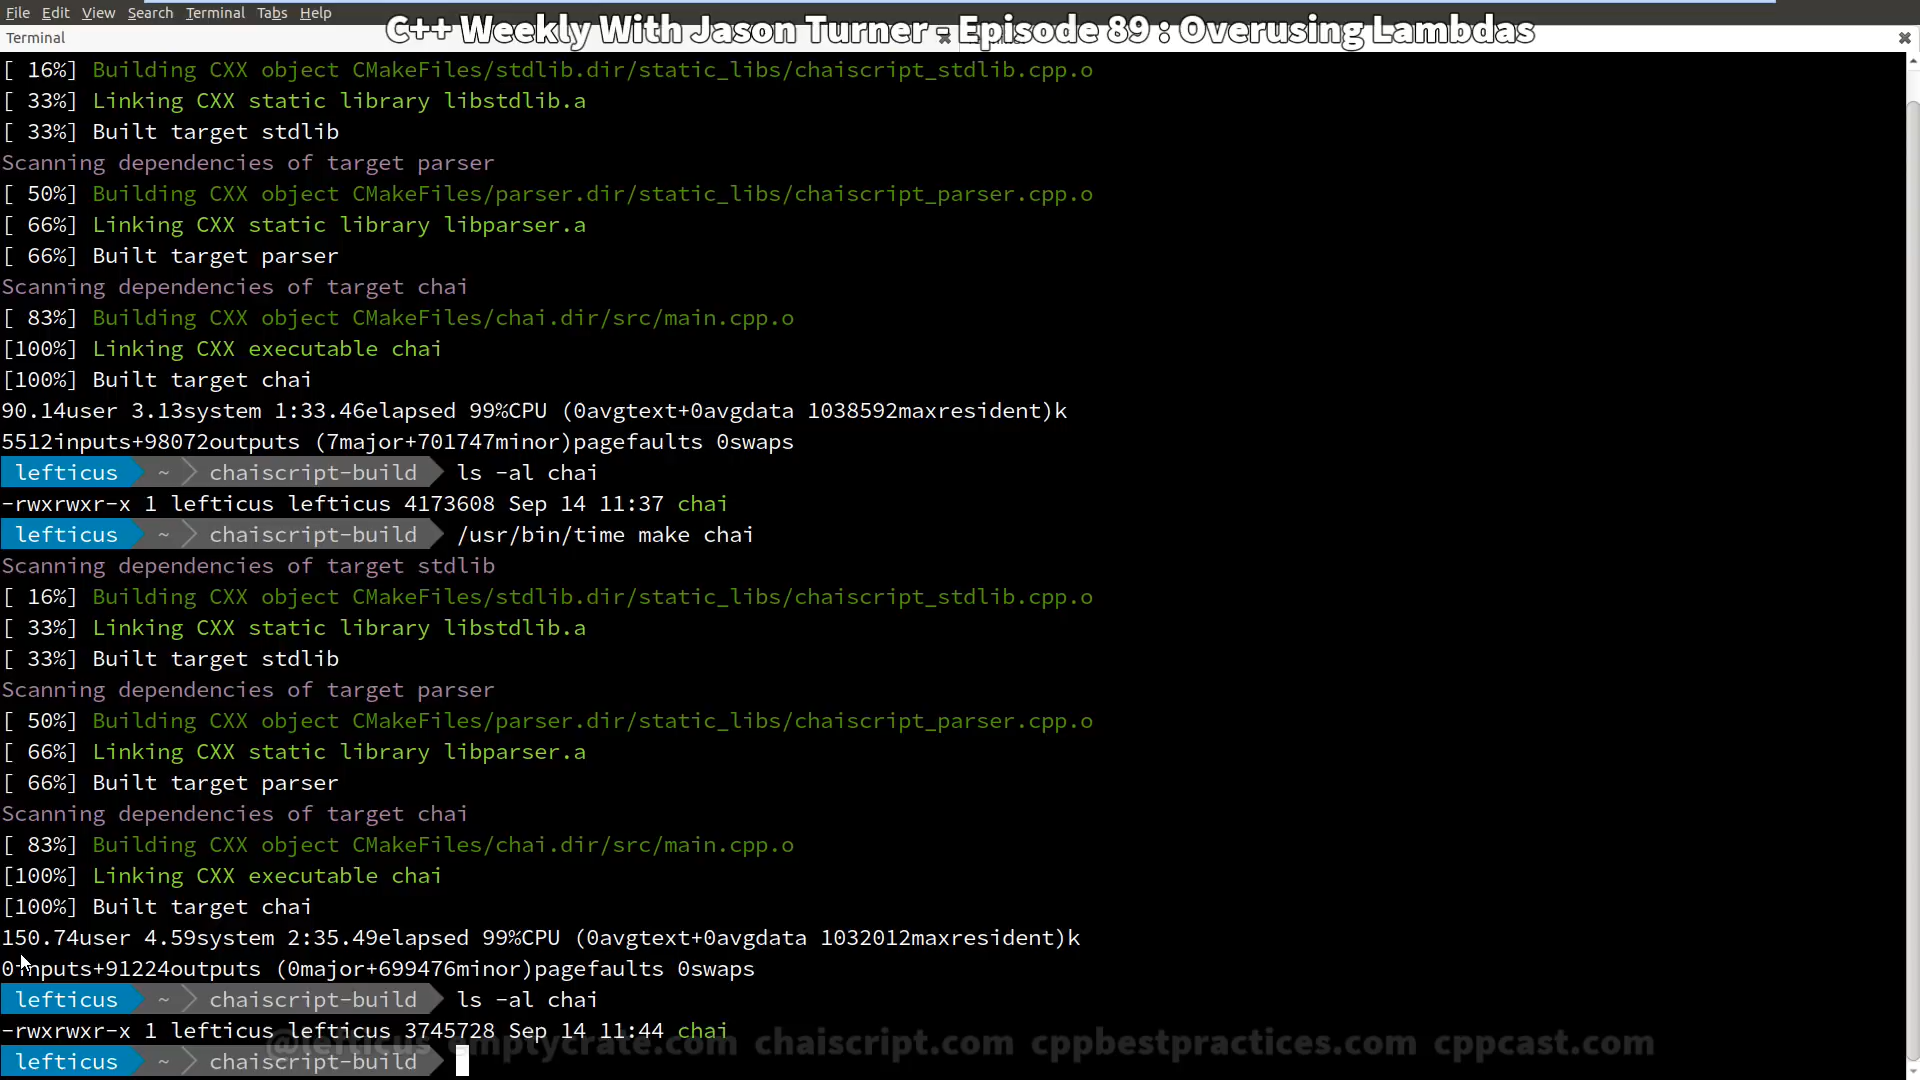 File Edit View Search Terminal Tabs Help
C++ Weekly With Jason Turner - Episode 89 : Overusing Lambdas
Terminal
[ 16%] Building CXX object CMakeFiles/stdlib.dir/static_libs/chaiscript_stdlib.cpp.o
[ 33%] Linking CXX static library libstdlib.a
[ 33%] Built target stdlib
Scanning dependencies of target parser
[ 50%] Building CXX object CMakeFiles/parser.dir/static_libs/chaiscript_parser.cpp.o
[ 66%] Linking CXX static library libparser.a
[ 66%] Built target parser
Scanning dependencies of target chai
[ 83%] Building CXX object CMakeFiles/chai.dir/src/main.cpp.o
[100%] Linking CXX executable chai
[100%] Built target chai
90.14user 3.13system 1:33.46elapsed 99%CPU (0avgtext+0avgdata 1038592maxresident)k
5512inputs+98072outputs (7major+701747minor)pagefaults 0swaps
lefticus ~ chaiscript-build ls -al chai
-rwxrwxr-x 1 lefticus lefticus 4173608 Sep 14 11:37 chai
lefticus ~ chaiscript-build /usr/bin/time make chai
Scanning dependencies of target stdlib
[ 16%] Building CXX object CMakeFiles/stdlib.dir/static_libs/chaiscript_stdlib.cpp.o
[ 33%] Linking CXX static library libstdlib.a
[ 33%] Built target stdlib
Scanning dependencies of target parser
[ 50%] Building CXX object CMakeFiles/parser.dir/static_libs/chaiscript_parser.cpp.o
[ 66%] Linking CXX static library libparser.a
[ 66%] Built target parser
Scanning dependencies of target chai
[ 83%] Building CXX object CMakeFiles/chai.dir/src/main.cpp.o
[100%] Linking CXX executable chai
[100%] Built target chai
150.74user 4.59system 2:35.49elapsed 99%CPU (0avgtext+0avgdata 1032012maxresident)k
0inputs+91224outputs (0major+699476minor)pagefaults 0swaps
lefticus ~ chaiscript-build ls -al chai
-rwxrwxr-x 1 lefticus lefticus 3745728 Sep 14 11:44 chai
@lefticus emptycrate.com chaiscript.com cppbestpractices.com cppcast.com
lefticus ~ chaiscript-build